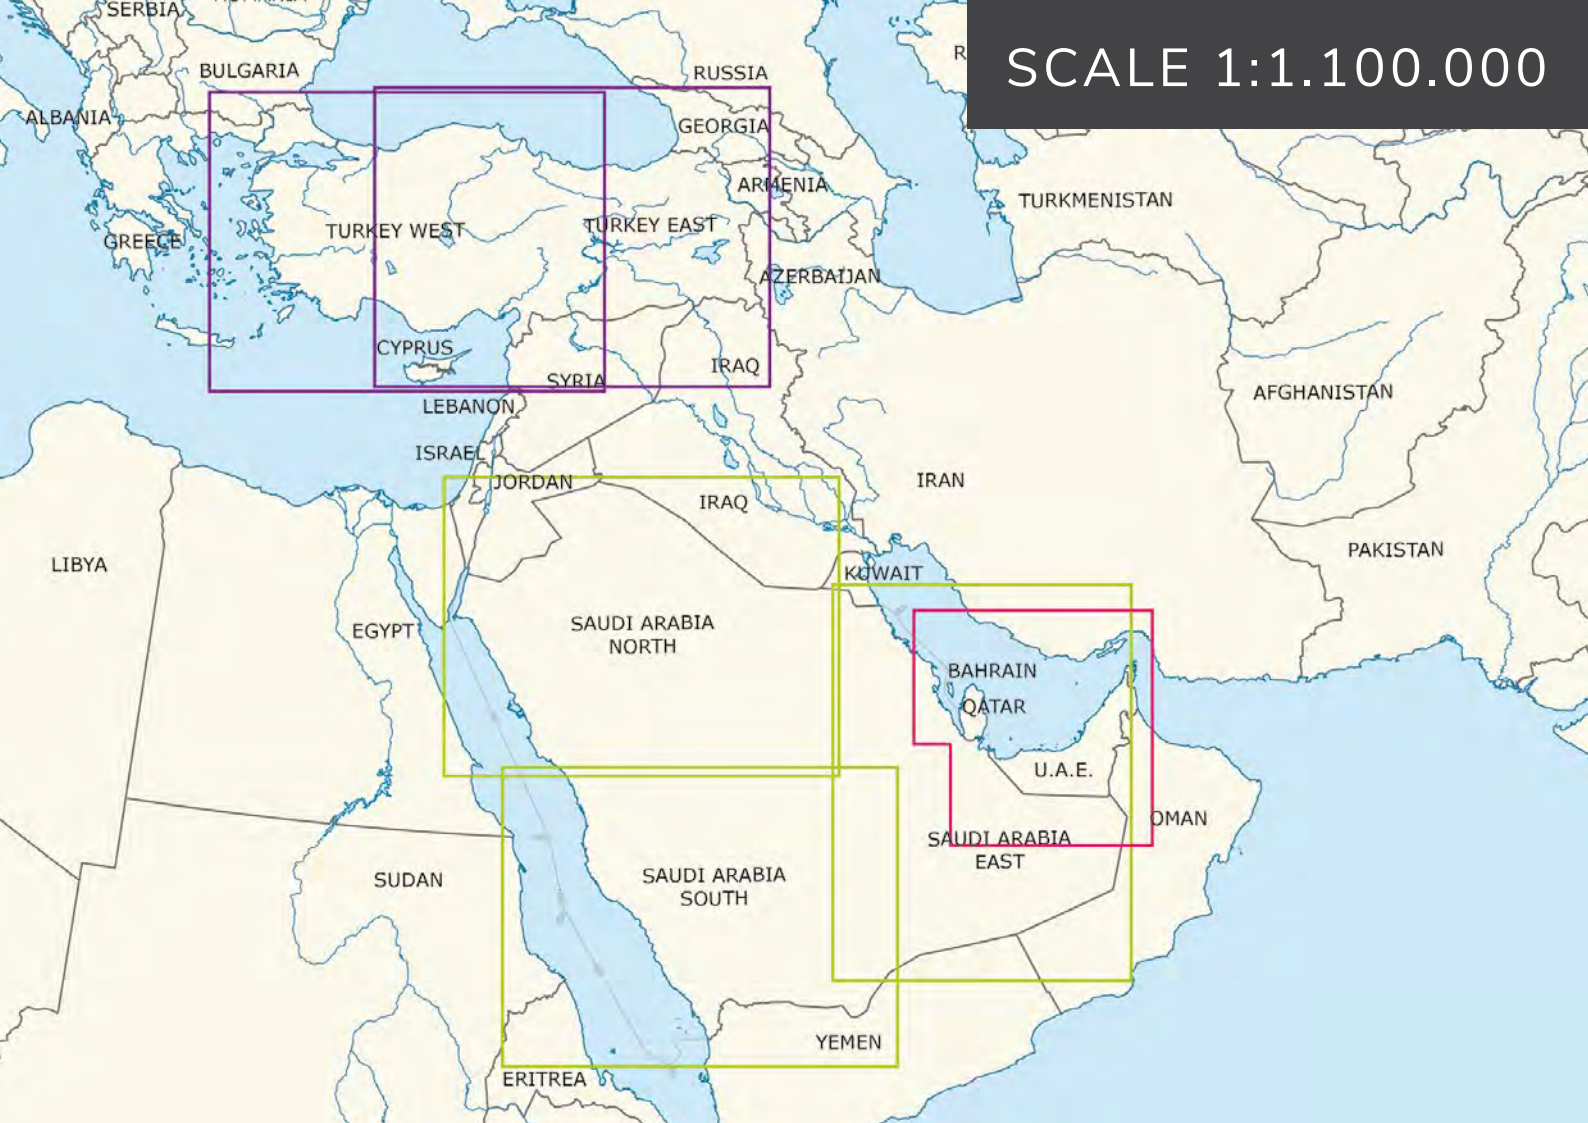 SERBIA
SCALE 1:1.100.000
BULGARIA
RUSSIA
ALBANIA
GEORGIA
ARMENIA
TURKMENISTAN
TURKEY WEST
TURKEY EAST
GREECE
AZERBAIJAN
CYPRUS
IRAQ
SYRIA
AFGHANISTAN
LEBANON
ISRAEL
JORDAN
IRAN
IRAQ
PAKISTAN
LIBYA
KUWAIT
EGYPT
SAUDI ARABIA
NORTH
BAHRAIN
QATAR
U.A.E.
OMAN
SAUDI ARABIA
EAST
SUDAN
SAUDI ARABIA
SOUTH
YEMEN
ERITREA